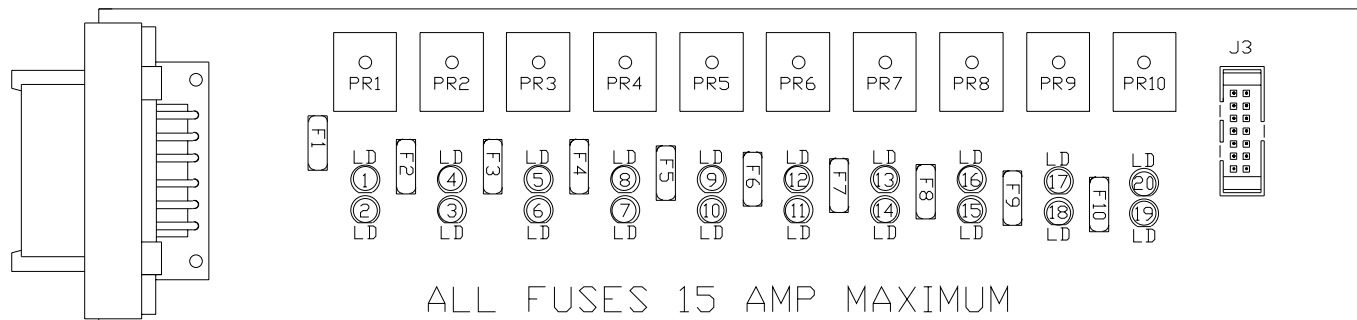 J3
PR1 PR2 PR3 PR4 PR5 PR6 PR7 PR8 PR9 PR10
F1 F2 F3 F4 F5 F6 F7 F8 F9 F10
LD LD LD LD LD LD LD LD LD LD
1 4 5 8 9 12 13 16 17 20
2 3 6 7 10 11 14 15 18 19
LD LD LD LD LD LD LD LD LD LD
ALL FUSES 15 AMP MAXIMUM